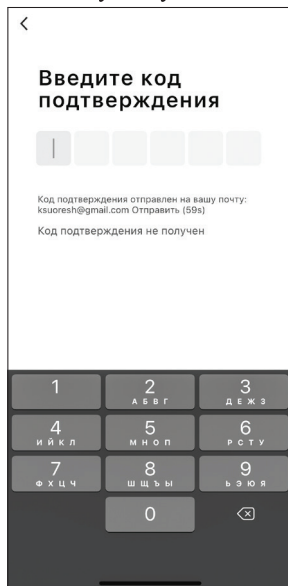 Введите код
подтверждения
Код подтверждения отправлен на вашу почту:
ksuoresh@gmail.com Отправить (59s)
Код подтверждения не получен
1
2
АБВГ
3
ДЕЖЗ
4
ИЙКЛ
5
МНОП
6
РСТУ
7
ФХЦЧ
8
ШЩЪЫ
9
ЬЭЮЯ
0